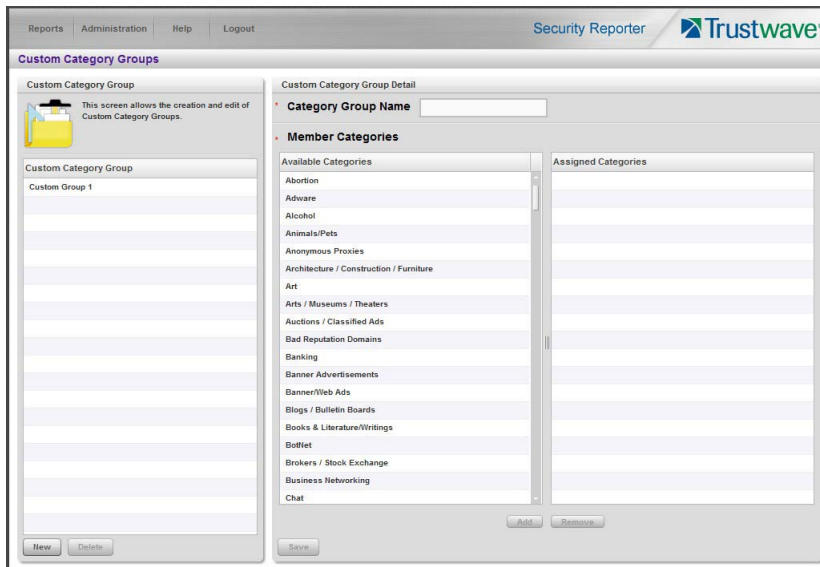 Reports Administration Help Logout
Security Reporter
Trustwave
Custom Category Groups
Custom Category Group
This screen allows the creation and edit of
Custom Category Groups.
Custom Category Group
Custom Group 1
New Delete
Custom Category Group Detail
* Category Group Name
* Member Categories
Available Categories
Abortion
Adware
Alcohol
Animals/Pets
Anonymous Proxies
Architecture / Construction / Furniture
Art
Arts / Museums / Theaters
Auctions / Classified Ads
Bad Reputation Domains
Banking
Banner Advertisements
Banner/Web Ads
Blogs / Bulletin Boards
Books & Literature/Writings
BotNet
Brokers / Stock Exchange
Business Networking
Chat
Assigned Categories
Add Remove
Save